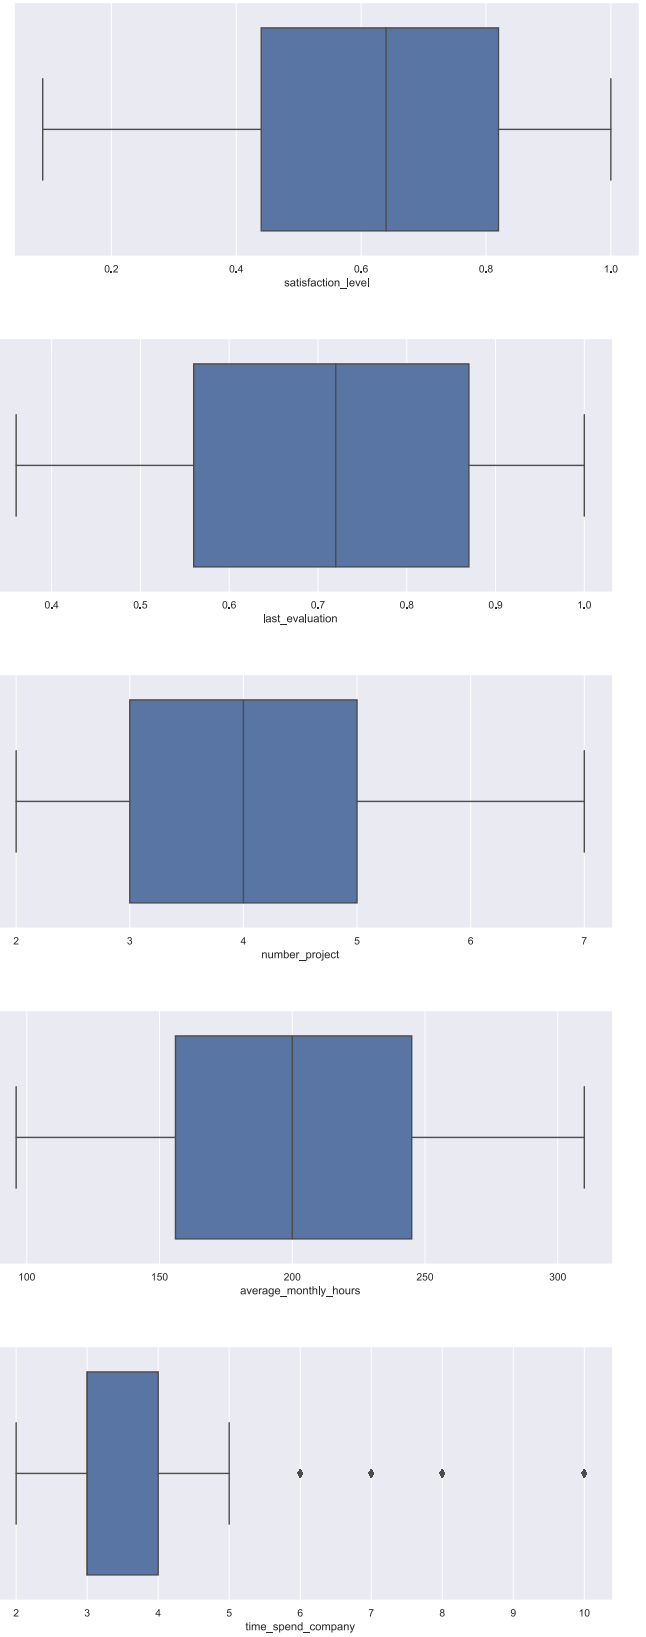 0.2 0.4 0.6 0.8 1.0
satisfaction_level
0.4 0.5 0.6 0.7 0.8 0.9 1.0
last_evaluation
2 3 4 5 6 7
number_project
100 150 200 250 300
average_monthly_hours
2 3 4 5 6 7 8 9 10
time_spend_company